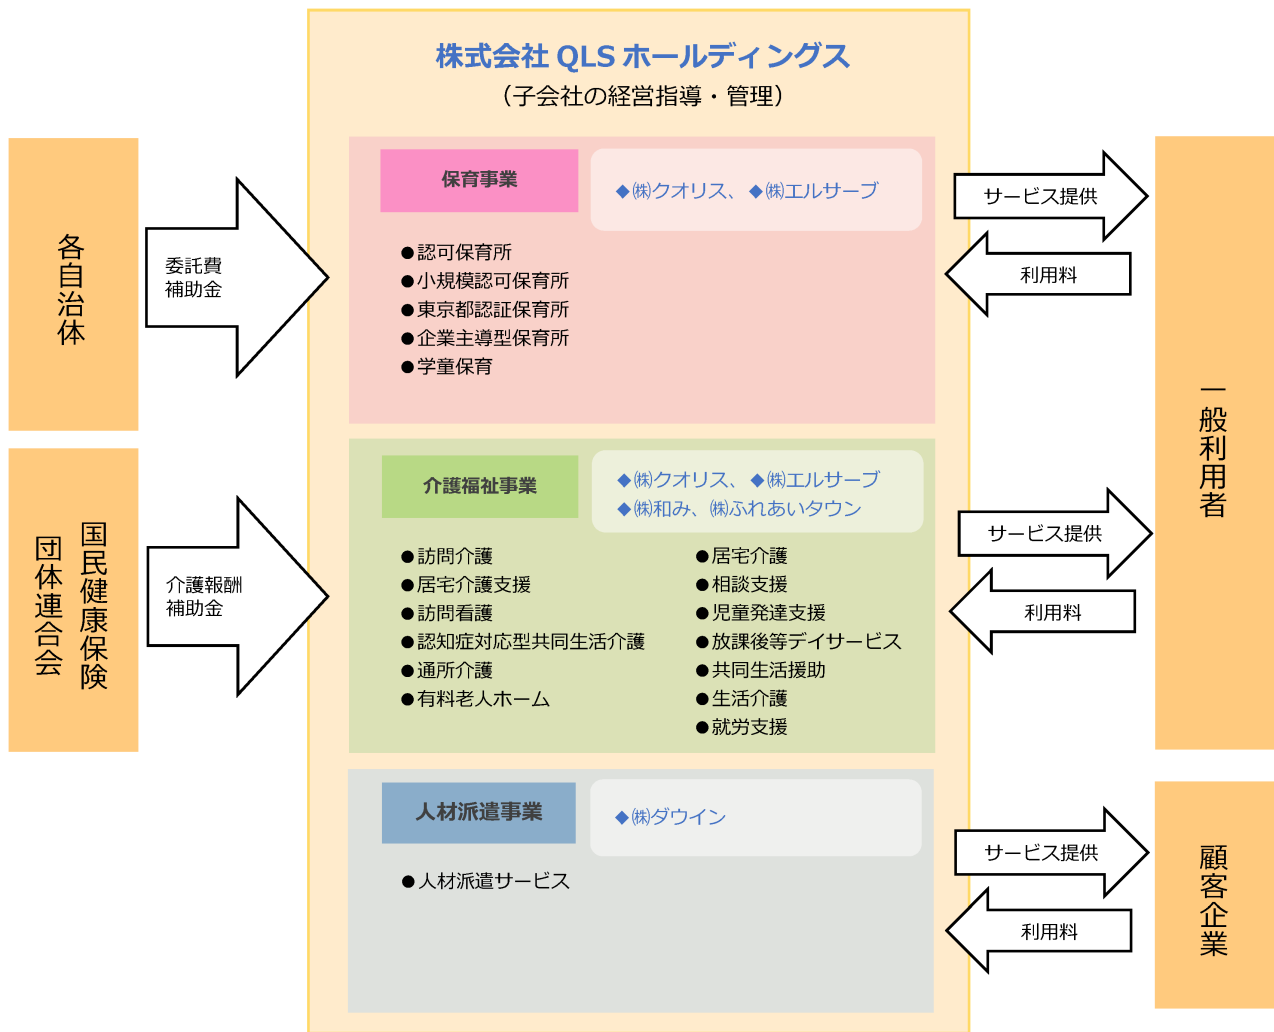 株式会社 QLS ホールディングス
（子会社の経営指導・管理）
各自治体
委託費
補助金
保育事業
◆㈱クオリス、◆㈱エルサーブ
●認可保育所
●小規模認可保育所
●東京都認証保育所
●企業主導型保育所
●学童保育
サービス提供
利用料
一般利用者
国民健康保険
団体連合会
介護報酬
補助金
介護福祉事業
◆㈱クオリス、◆㈱エルサーブ
◆㈱和み、㈱ふれあいタウン
●訪問介護
●居宅介護支援
●訪問看護
●認知症対応型共同生活介護
●通所介護
●有料老人ホーム
●居宅介護
●相談支援
●児童発達支援
●放課後等デイサービス
●共同生活援助
●生活介護
●就労支援
サービス提供
利用料
人材派遣事業
◆㈱ダウイン
●人材派遣サービス
サービス提供
利用料
顧客企業